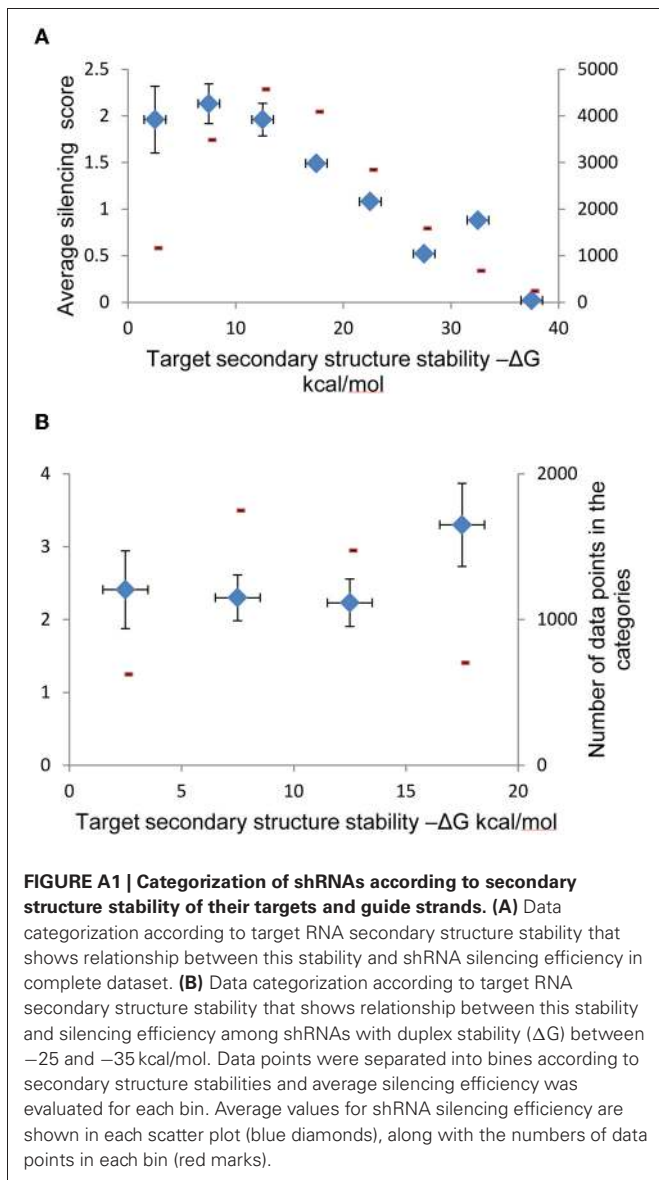 A
2.5
2
1.5
1
0.5
0
5000
4000
3000
2000
1000
0
Average silencing score
0 10 20 30 40
Target secondary structure stability –ΔG
kcal/mol
B
4
3
2
1
0
2000
1000
0
Number of data points in the
categories
0 5 10 15 20
Target secondary structure stability –ΔG kcal/mol
FIGURE A1 | Categorization of shRNAs according to secondary
structure stability of their targets and guide strands. (A) Data
categorization according to target RNA secondary structure stability that
shows relationship between this stability and shRNA silencing efficiency in
complete dataset. (B) Data categorization according to target RNA
secondary structure stability that shows relationship between this stability
and silencing efficiency among shRNAs with duplex stability (ΔG) between
−25 and −35 kcal/mol. Data points were separated into bines according to
secondary structure stabilities and average silencing efficiency was
evaluated for each bin. Average values for shRNA silencing efficiency are
shown in each scatter plot (blue diamonds), along with the numbers of data
points in each bin (red marks).